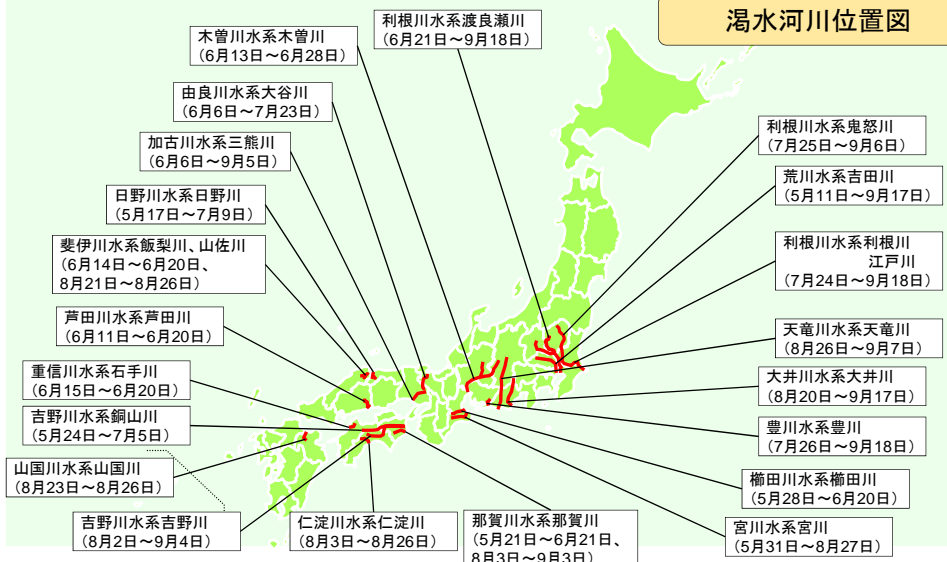 渇水河川位置図
利根川水系渡良瀬川
(6月21日～9月18日)
木曽川水系木曽川
(6月13日～6月28日)
由良川水系大谷川
(6月6日～7月23日)
加古川水系三熊川
(6月6日～9月5日)
日野川水系日野川
(5月17日～7月9日)
斐伊川水系飯梨川、山佐川
(6月14日～6月20日、
8月21日～8月26日)
芦田川水系芦田川
(6月11日～6月20日)
重信川水系石手川
(6月15日～6月20日)
吉野川水系銅山川
(5月24日～7月5日)
山国川水系山国川
(8月23日～8月26日)
吉野川水系吉野川
(8月2日～9月4日)
仁淀川水系仁淀川
(8月3日～8月26日)
那賀川水系那賀川
(5月21日～6月21日、
8月3日～9月3日)
利根川水系鬼怒川
(7月25日～9月6日)
荒川水系吉田川
(5月11日～9月17日)
利根川水系利根川
江戸川
(7月24日～9月18日)
天竜川水系天竜川
(8月26日～9月7日)
大井川水系大井川
(8月20日～9月17日)
豊川水系豊川
(7月26日～9月18日)
櫛田川水系櫛田川
(5月28日～6月20日)
宮川水系宮川
(5月31日～8月27日)